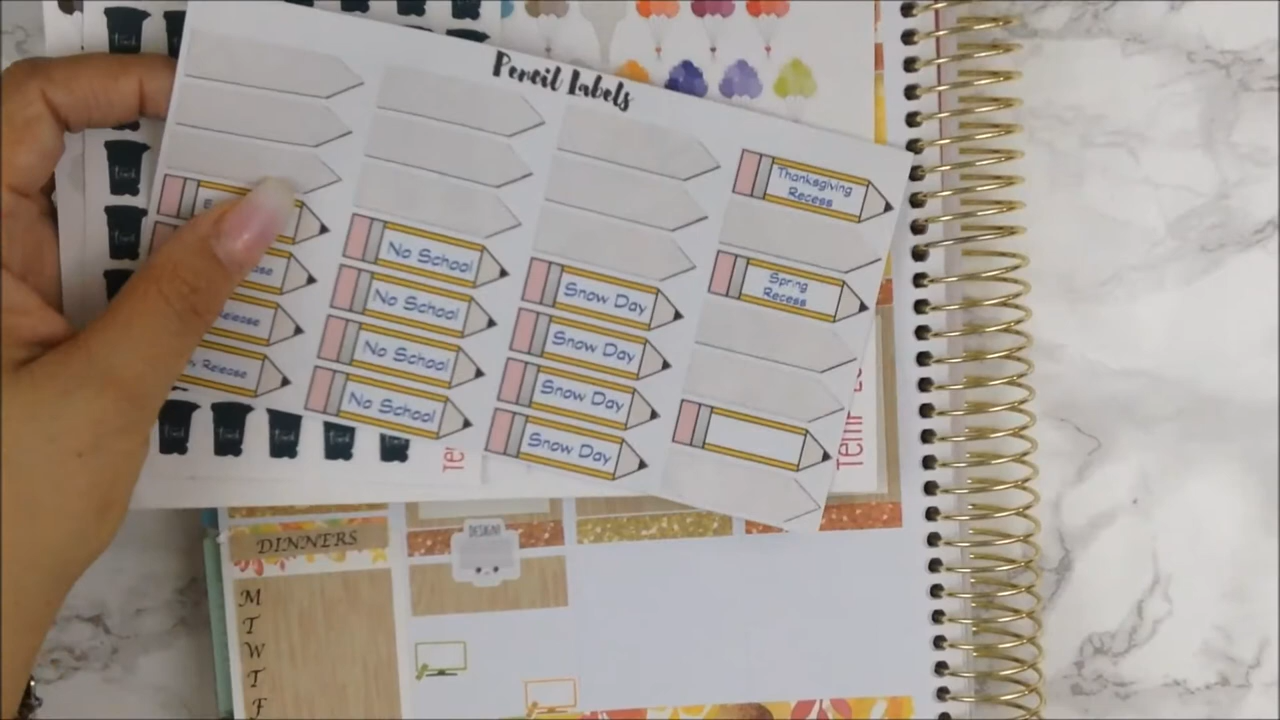 Pencil Labels
Thanksgiving
Recess
No School
Spring
Recess
No School
Snow Day
Release
No School
Snow Day
Release
No School
Snow Day
Snow Day
DINNERS
M
T
W
T
F